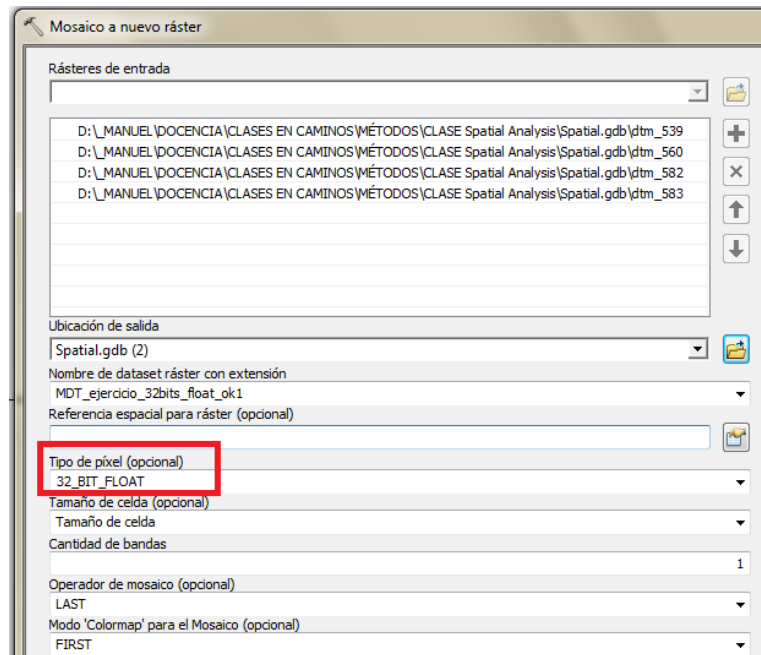 Mosaico a nuevo ráster
Rásteres de entrada
D:\_MANUEL\DOCENCIA\CLASES EN CAMINOS\MÉTODOS\CLASE Spatial Analysis\Spatial.gdb\dtm_539
D:\_MANUEL\DOCENCIA\CLASES EN CAMINOS\MÉTODOS\CLASE Spatial Analysis\Spatial.gdb\dtm_560
D:\_MANUEL\DOCENCIA\CLASES EN CAMINOS\MÉTODOS\CLASE Spatial Analysis\Spatial.gdb\dtm_582
D:\_MANUEL\DOCENCIA\CLASES EN CAMINOS\MÉTODOS\CLASE Spatial Analysis\Spatial.gdb\dtm_583
Ubicación de salida
Spatial.gdb (2)
Nombre de dataset ráster con extensión
MDT_ejercicio_32bits_float_ok1
Referencia espacial para ráster (opcional)
Tipo de píxel (opcional)
32_BIT_FLOAT
Tamaño de celda (opcional)
Tamaño de celda
Cantidad de bandas
1
Operador de mosaico (opcional)
LAST
Modo 'Colormap' para el Mosaico (opcional)
FIRST